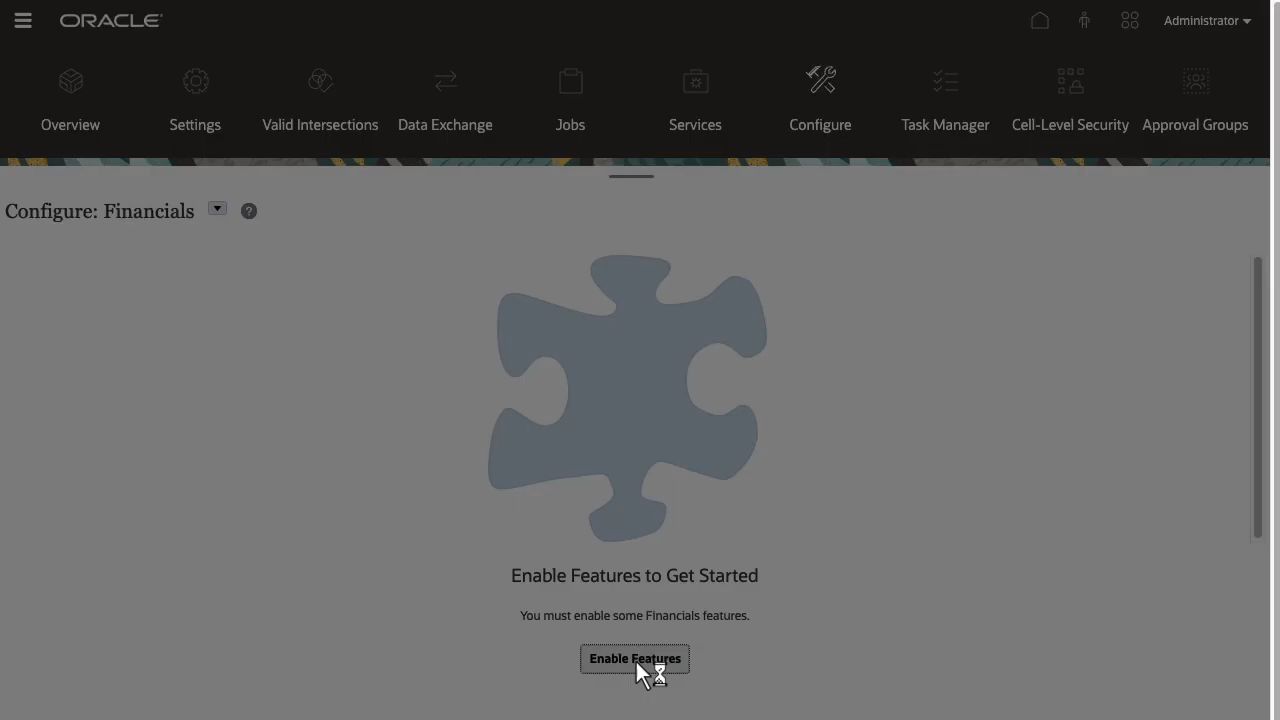 ORACLE
Administrator
Overview
Settings
Valid Intersections
Data Exchange
Jobs
Services
Configure
Task Manager
Cell-Level Security
Approval Groups
Configure: Financials
?
Enable Features to Get Started
You must enable some Financials features.
Enable Features